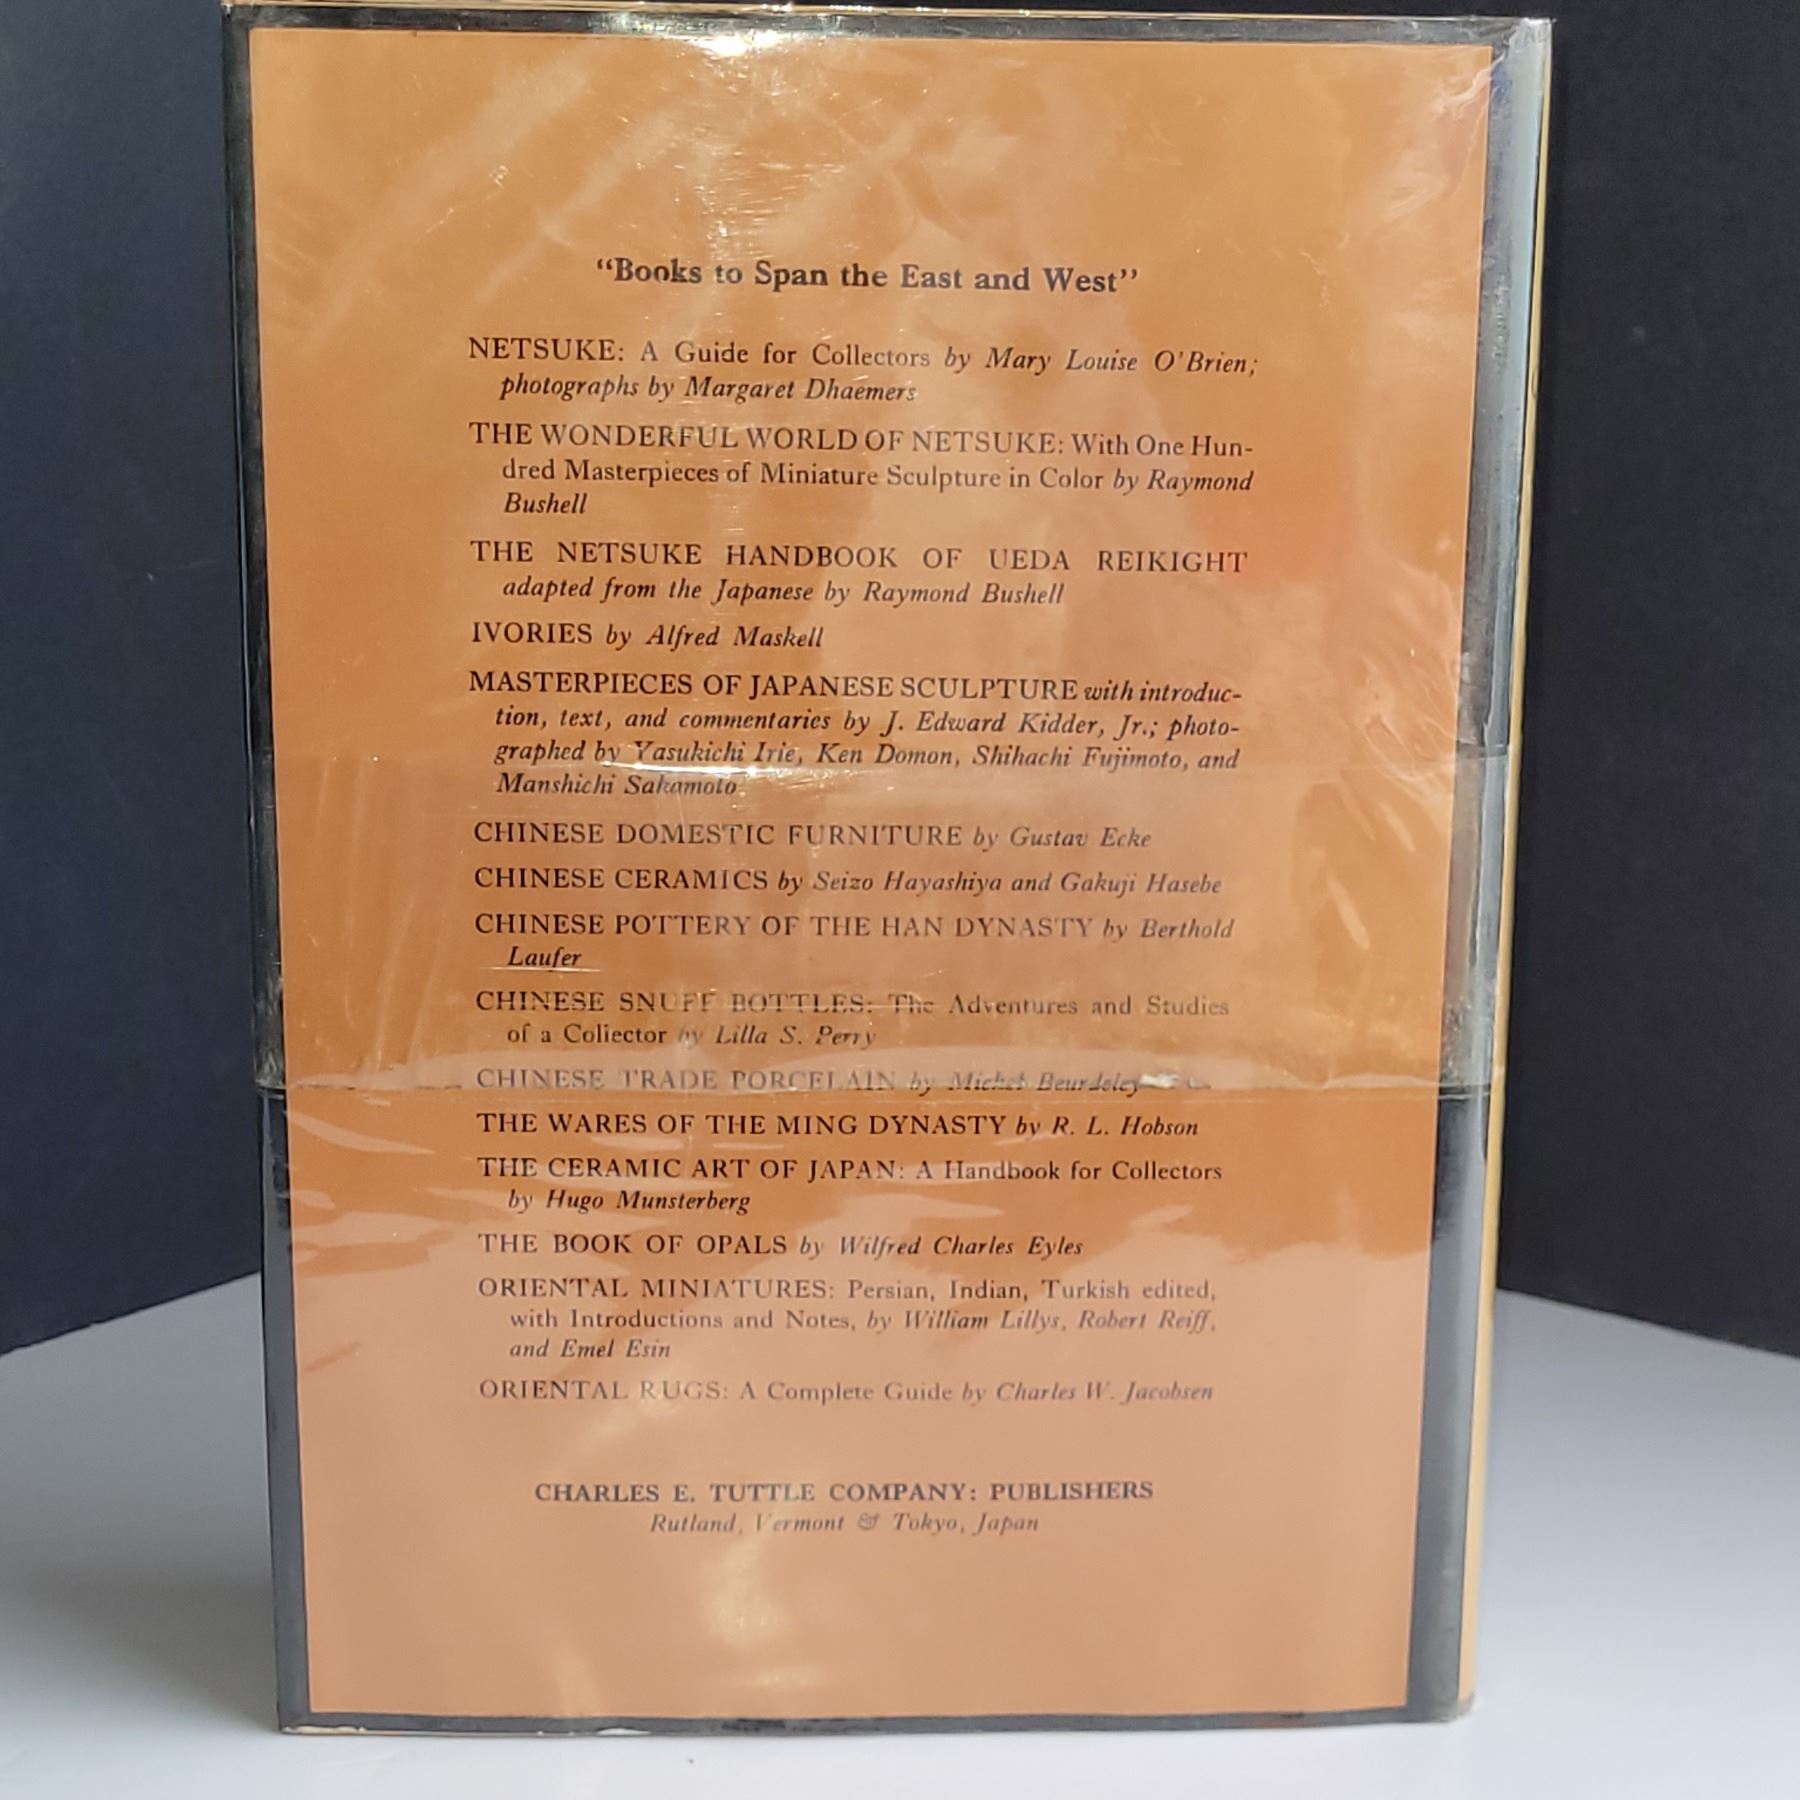 “Books to Span the East and West”
NETSUKE: A Guide for Collectors by Mary Louise O'Brien;
photographs by Margaret Dhaemers
THE WONDERFUL WORLD OF NETSUKE: With One Hun-
dred Masterpieces of Miniature Sculpture in Color by Raymond
Bushell
THE NETSUKE HANDBOOK OF UEDA REIKIGHT
adapted from the Japanese by Raymond Bushell
IVORIES by Alfred Maskell
MASTERPIECES OF JAPANESE SCULPTURE with introduc-
tion, text, and commentaries by J. Edward Kidder, Jr.; photo-
graphed by Yasukichi Irie, Ken Domon, Shihachi Fujimoto, and
Manshichi Sakamoto
CHINESE DOMESTIC FURNITURE by Gustav Ecke
CHINESE CERAMICS by Seizo Hayashiya and Gakuji Hasebe
CHINESE POTTERY OF THE HAN DYNASTY by Berthold
Laufer
CHINESE SNUFF BOTTLES: The Adventures and Studies
of a Collector by Lilla S. Perry
CHINESE TRADE PORCELAIN by Michel Beurdeley
THE WARES OF THE MING DYNASTY by R. L. Hobson
THE CERAMIC ART OF JAPAN: A Handbook for Collectors
by Hugo Munsterberg
THE BOOK OF OPALS by Wilfred Charles Eyles
ORIENTAL MINIATURES: Persian, Indian, Turkish edited,
with Introductions and Notes, by William Lillys, Robert Reiff,
and Emel Esin
ORIENTAL RUGS: A Complete Guide by Charles W. Jacobsen
CHARLES E. TUTTLE COMPANY: PUBLISHERS
Rutland, Vermont & Tokyo, Japan